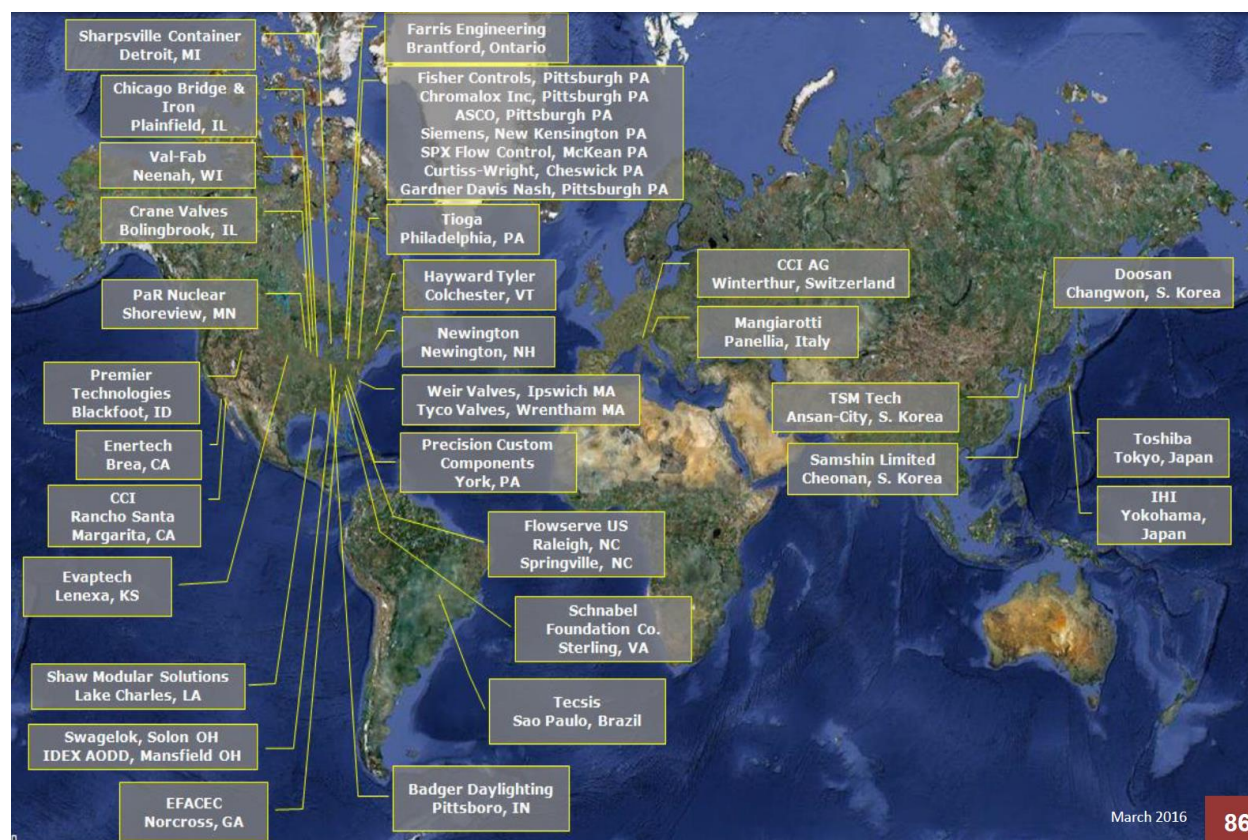 Sharpsville Container
Detroit, MI
Chicago Bridge &
Iron
Plainfield, IL
Val-Fab
Neenah, WI
Crane Valves
Bolingbrook, IL
PaR Nuclear
Shoreview, MN
Premier
Technologies
Blackfoot, ID
Enertech
Brea, CA
CCI
Rancho Santa
Margarita, CA
Evaptech
Lenexa, KS
Shaw Modular Solutions
Lake Charles, LA
Swagelok, Solon OH
IDEX AODD, Mansfield OH
EFACEC
Norcross, GA
Farris Engineering
Brantford, Ontario
Fisher Controls, Pittsburgh PA
Chromalox Inc, Pittsburgh PA
ASCO, Pittsburgh PA
Siemens, New Kensington PA
SPX Flow Control, McKean PA
Curtiss-Wright, Cheswick PA
Gardner Davis Nash, Pittsburgh PA
Tioga
Philadelphia, PA
Hayward Tyler
Colchester, VT
Newington
Newington, NH
Weir Valves, Ipswich MA
Tyco Valves, Wrentham MA
Precision Custom
Components
York, PA
Flowserve US
Raleigh, NC
Springville, NC
Schnabel
Foundation Co.
Sterling, VA
Tecsis
Sao Paulo, Brazil
Badger Daylighting
Pittsboro, IN
CCI AG
Winterthur, Switzerland
Mangiarotti
Panellia, Italy
Doosan
Changwon, S. Korea
TSM Tech
Ansan-City, S. Korea
Samshin Limited
Cheonan, S. Korea
Toshiba
Tokyo, Japan
IHI
Yokohama,
Japan
March 2016
86